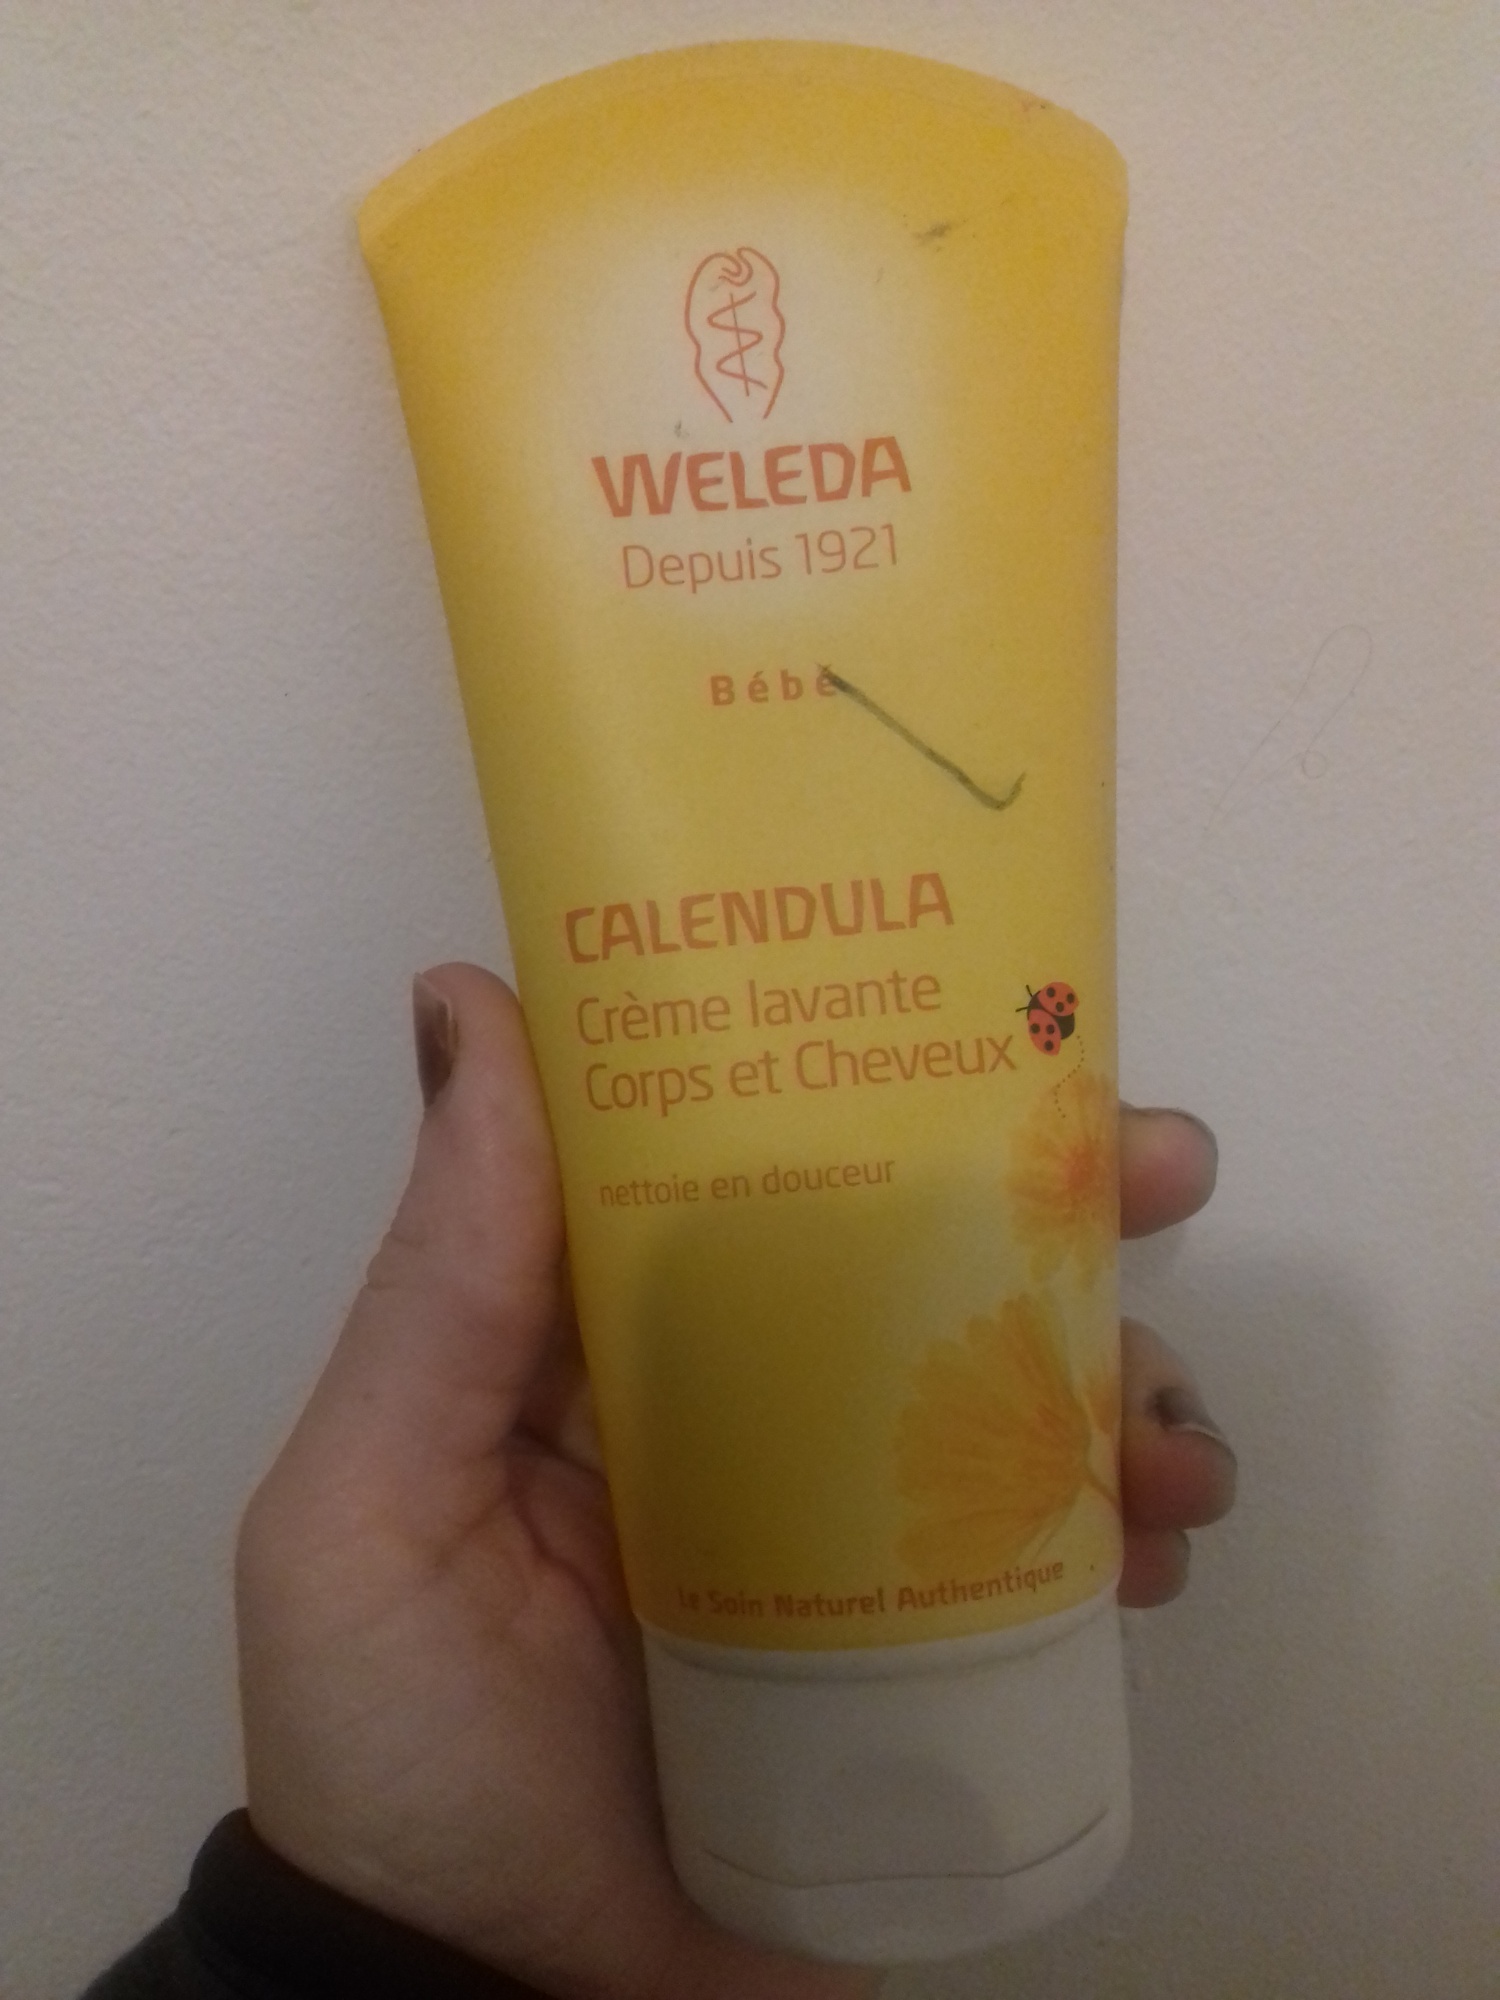 WELEDA
Depuis 1921
Bébé
CALENDULA
Crème lavante
Corps et Cheveux
nettoie en douceur
Le Soin Naturel Authentique